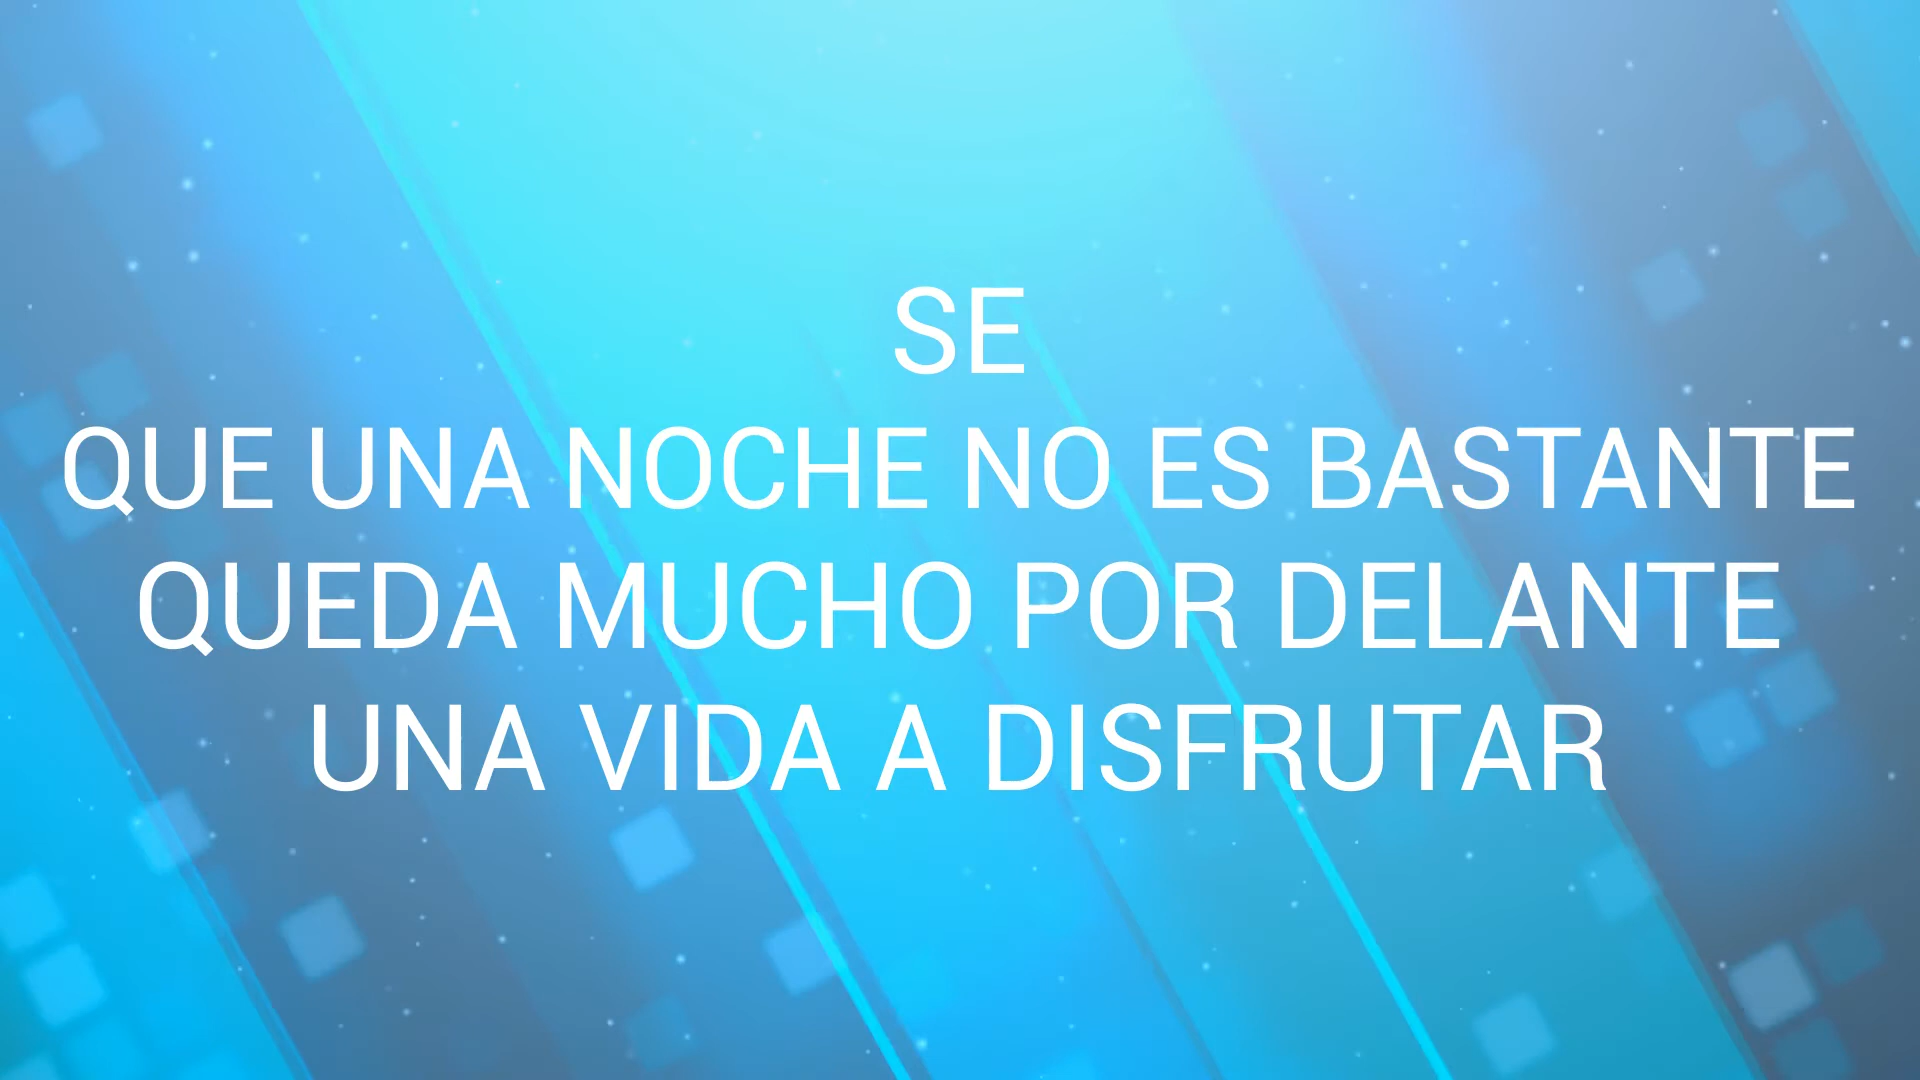 SE
QUE UNA NOCHE NO ES BASTANTE
QUEDA MUCHO POR DELANTE
UNA VIDA A DISFRUTAR